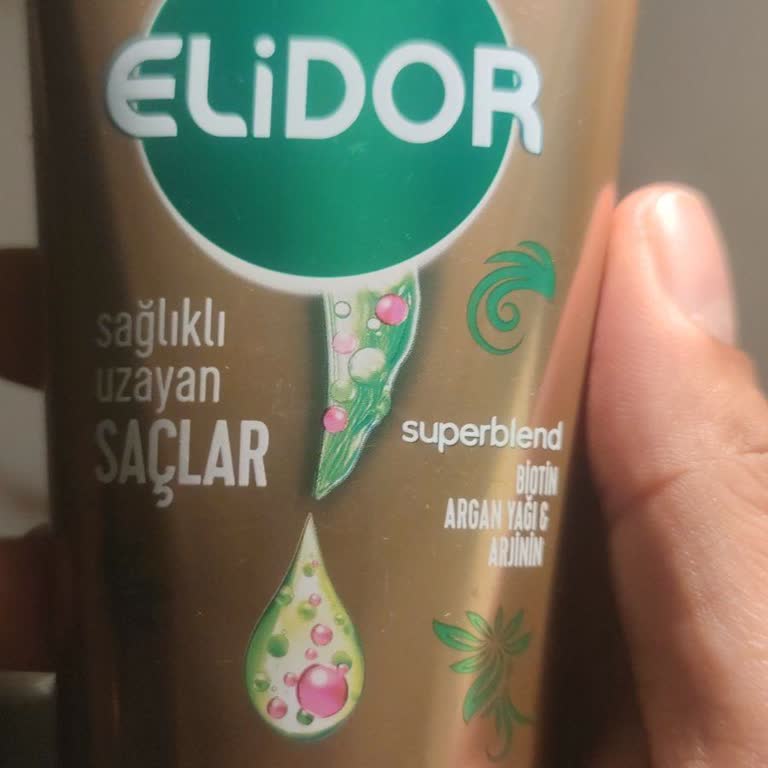 ELiDOR
sağlıklı
uzayan
SAÇLAR
superblend
BİOTİN
ARGAN YAĞI &
ARJİNİN